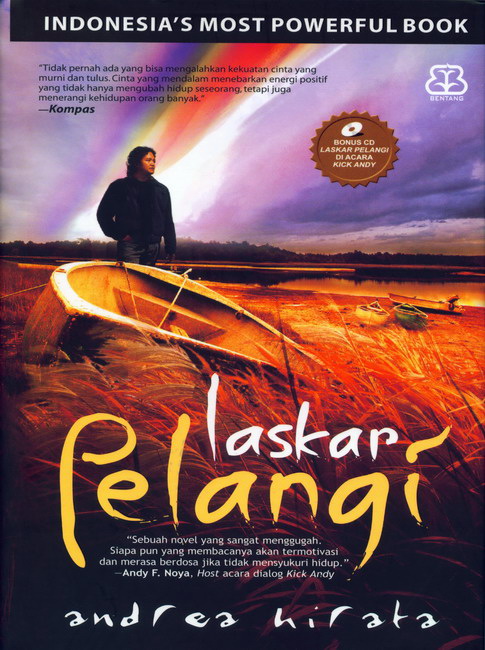 INDONESIA'S MOST POWERFUL BOOK
"Tidak pernah ada yang bisa mengalahkan kekuatan cinta yang
murni dan tulus. Cinta yang mendalam menebarkan energi positif
yang tidak hanya mengubah hidup seseorang, tetapi juga
menerangi kehidupan orang banyak."
—Kompas
BENTANG
BONUS CD
LASKAR PELANGI
DI ACARA
KICK ANDY
laskar
Pelangi
"Sebuah novel yang sangat menggugah.
Siapa pun yang membacanya akan termotivasi
dan merasa berdosa jika tidak mensyukuri hidup."
—Andy F. Noya, Host acara dialog Kick Andy
andrea hirata